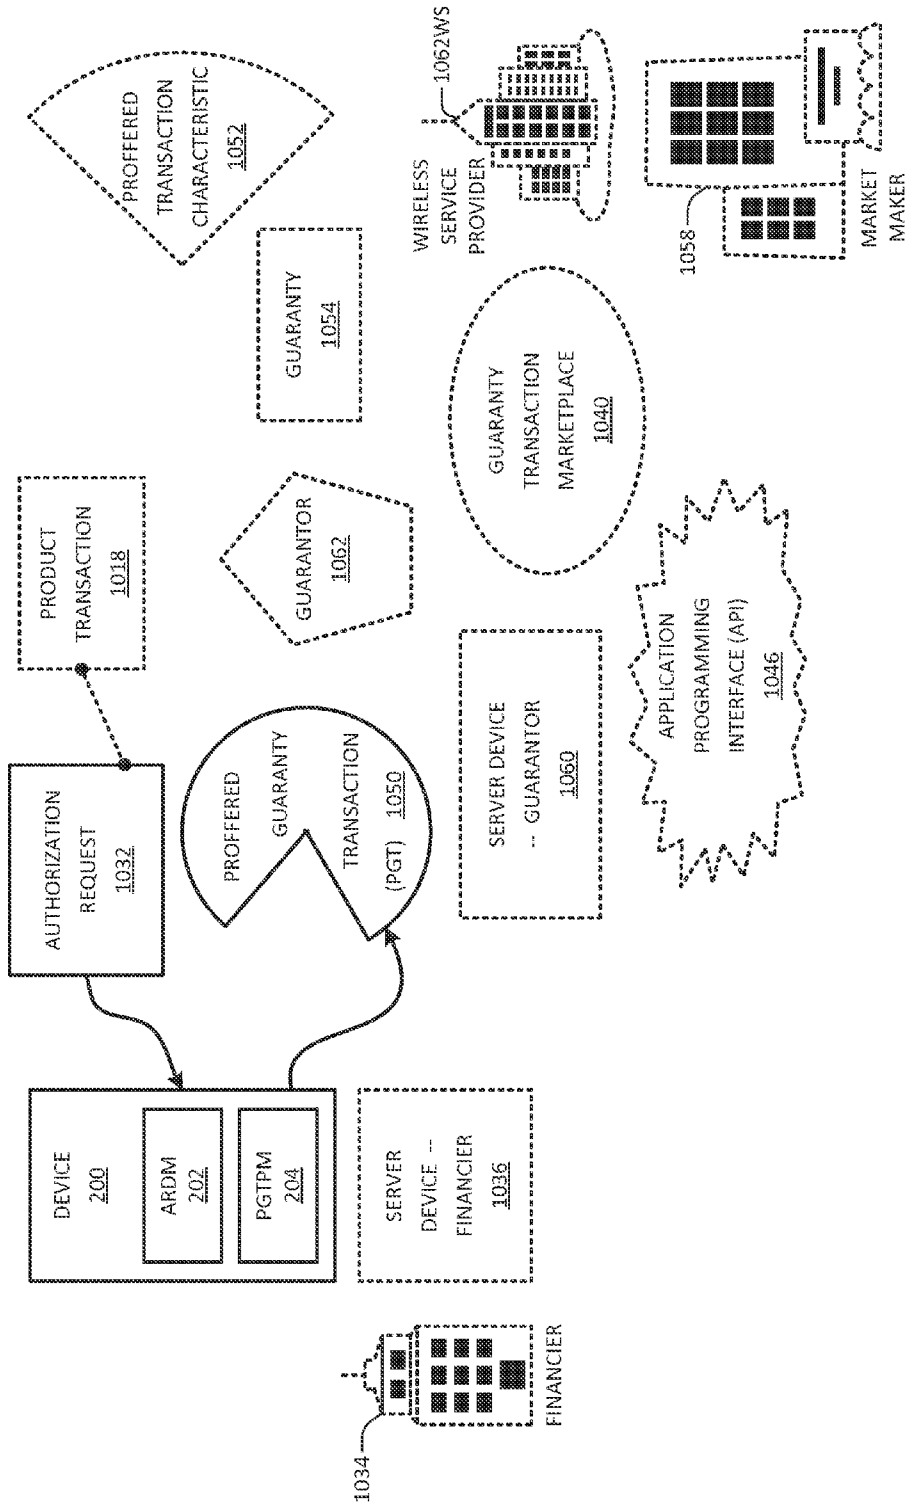 DEVICE
200
ARDM
202
PGTPM
204
AUTHORIZATION
REQUEST
1032
PRODUCT
TRANSACTION
1018
PROFFERED
TRANSACTION
CHARACTERISTIC
1052
PROFFERED
GUARANTY
TRANSACTION
(PGT) 1050
GUARANTOR
1062
GUARANTY
1054
1034
FINANCIER
SERVER
DEVICE --
FINANCIER
1036
SERVER DEVICE
-- GUARANTOR
1060
GUARANTY
TRANSACTION
MARKETPLACE
1040
WIRELESS
SERVICE
PROVIDER
1062WS
APPLICATION
PROGRAMMING
INTERFACE (API)
1046
1058
MARKET
MAKER